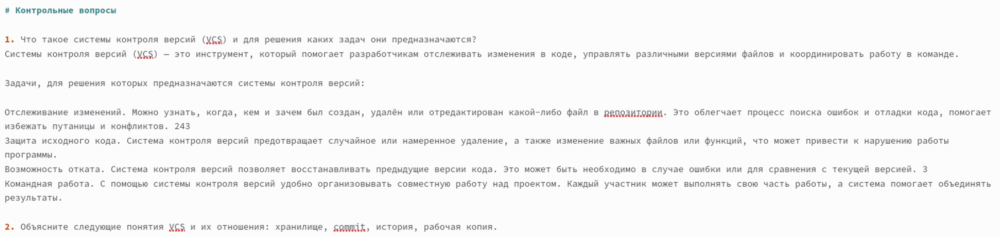 # Контрольные вопросы
1. Что такое системы контроля версий (VCS) и для решения каких задач они предназначаются?
Системы контроля версий (VCS) — это инструмент, который помогает разработчикам отслеживать изменения в коде, управлять различными версиями файлов и координировать работу в команде.
Задачи, для решения которых предназначаются системы контроля версий:
Отслеживание изменений. Можно узнать, когда, кем и зачем был создан, удалён или отредактирован какой-либо файл в репозитории. Это облегчает процесс поиска ошибок и отладки кода, помогает
избежать путаницы и конфликтов. 243
Защита исходного кода. Система контроля версий предотвращает случайное или намеренное удаление, а также изменение важных файлов или функций, что может привести к нарушению работы
программы.
Возможность отката. Система контроля версий позволяет восстанавливать предыдущие версии кода. Это может быть необходимо в случае ошибки или для сравнения с текущей версией. 3
Командная работа. С помощью системы контроля версий удобно организовывать совместную работу над проектом. Каждый участник может выполнять свою часть работы, а система помогает объединять
результаты.
2. Объясните следующие понятия VCS и их отношения: хранилище, commit, история, рабочая копия.